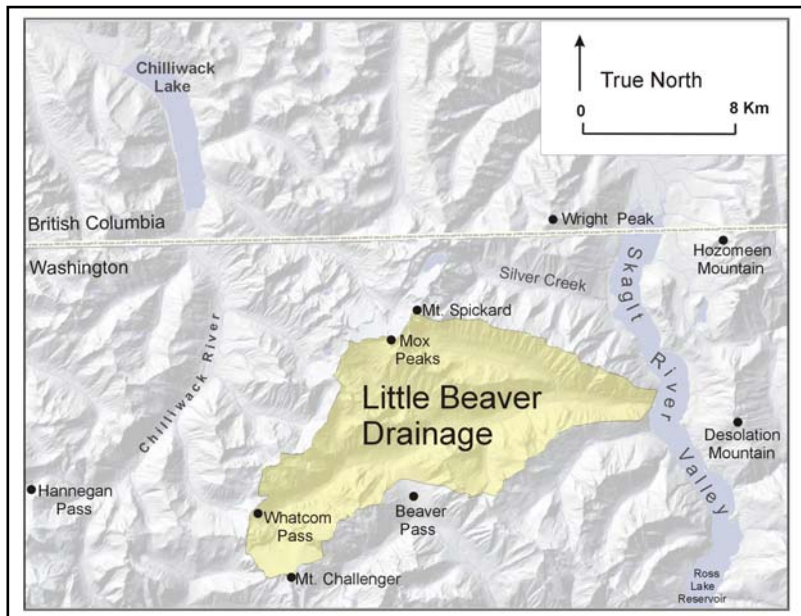 True North
0 8 Km
Chilliwack
Lake
British Columbia
Washington
Wright Peak
Hozomeen
Mountain
Silver Creek
Skagit River Valley
Mt. Spickard
Mox
Peaks
Chilliwack River
Little Beaver
Drainage
Desolation
Mountain
Hannegan
Pass
Whatcom
Pass
Beaver
Pass
Mt. Challenger
Ross
Lake
Reservoir